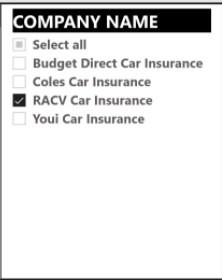 COMPANY NAME
Select all
Budget Direct Car Insurance
Coles Car Insurance
RACV Car Insurance
Youi Car Insurance